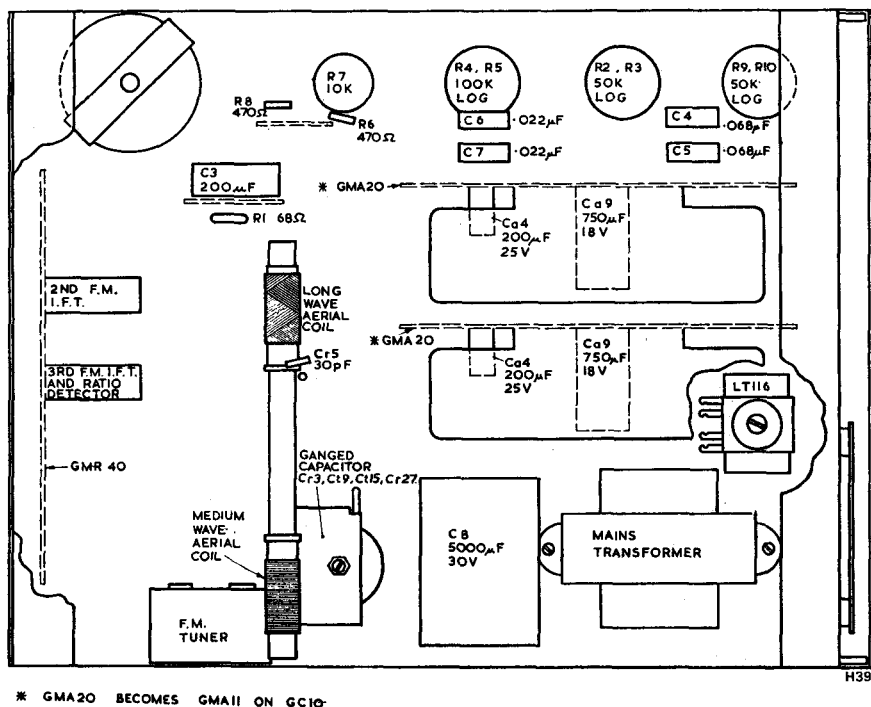 R7
10K
R4, R5
100K
LOG
R2, R3
50K
LOG
R9, R10
50K
LOG
R8
470Ω
R6
470Ω
C6 .022µF
C4
.068µF
C7 .022µF
C5 .068µF
C3
200µF
* GMA20
R1 68Ω
Ca4
200µF
25V
Ca9
750µF
18V
2ND F.M.
I.F.T.
LONG
WAVE
AERIAL
COIL
* GMA20
Cr5
30pF
Ca4
200µF
25V
Ca9
750µF
18V
3RD F.M. I.F.T.
AND RATIO
DETECTOR
LT116
GMR 40
GANGED
CAPACITOR
Cr3, Ct9, Ct15, Cr27
MEDIUM
WAVE
AERIAL
COIL
C8
5000µF
30V
MAINS
TRANSFORMER
F.M.
TUNER
H39
* GMA20 BECOMES GMA11 ON GC10